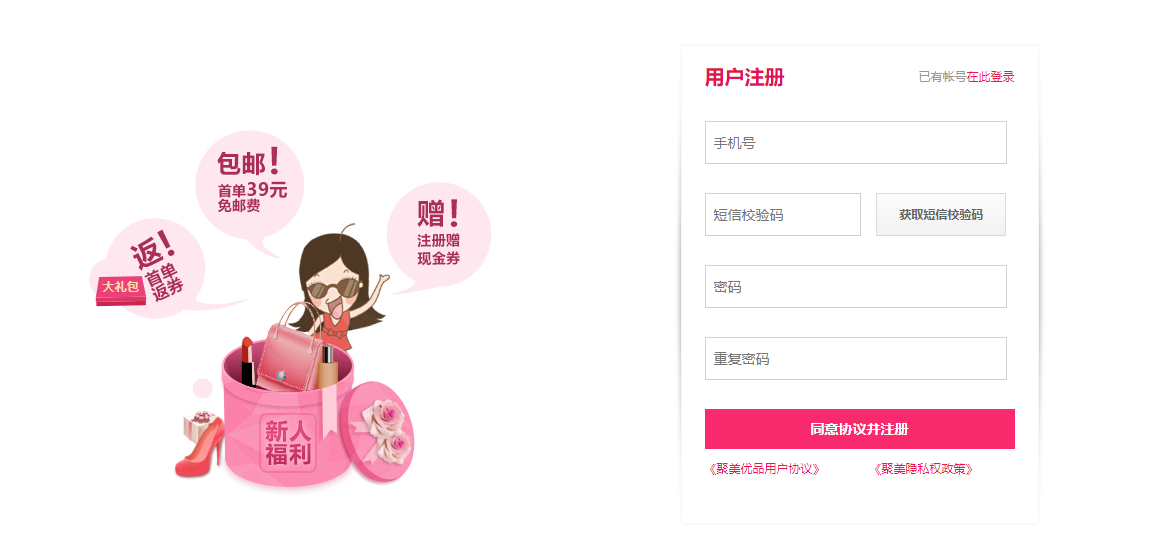 包邮！
首单39元
免邮费
赠！
注册赠
现金券
返！
首单
返券
大礼包
新人
福利
用户注册
已有帐号在此登录
手机号
短信校验码
获取短信校验码
密码
重复密码
同意协议并注册
《聚美优品用户协议》
《聚美隐私权政策》